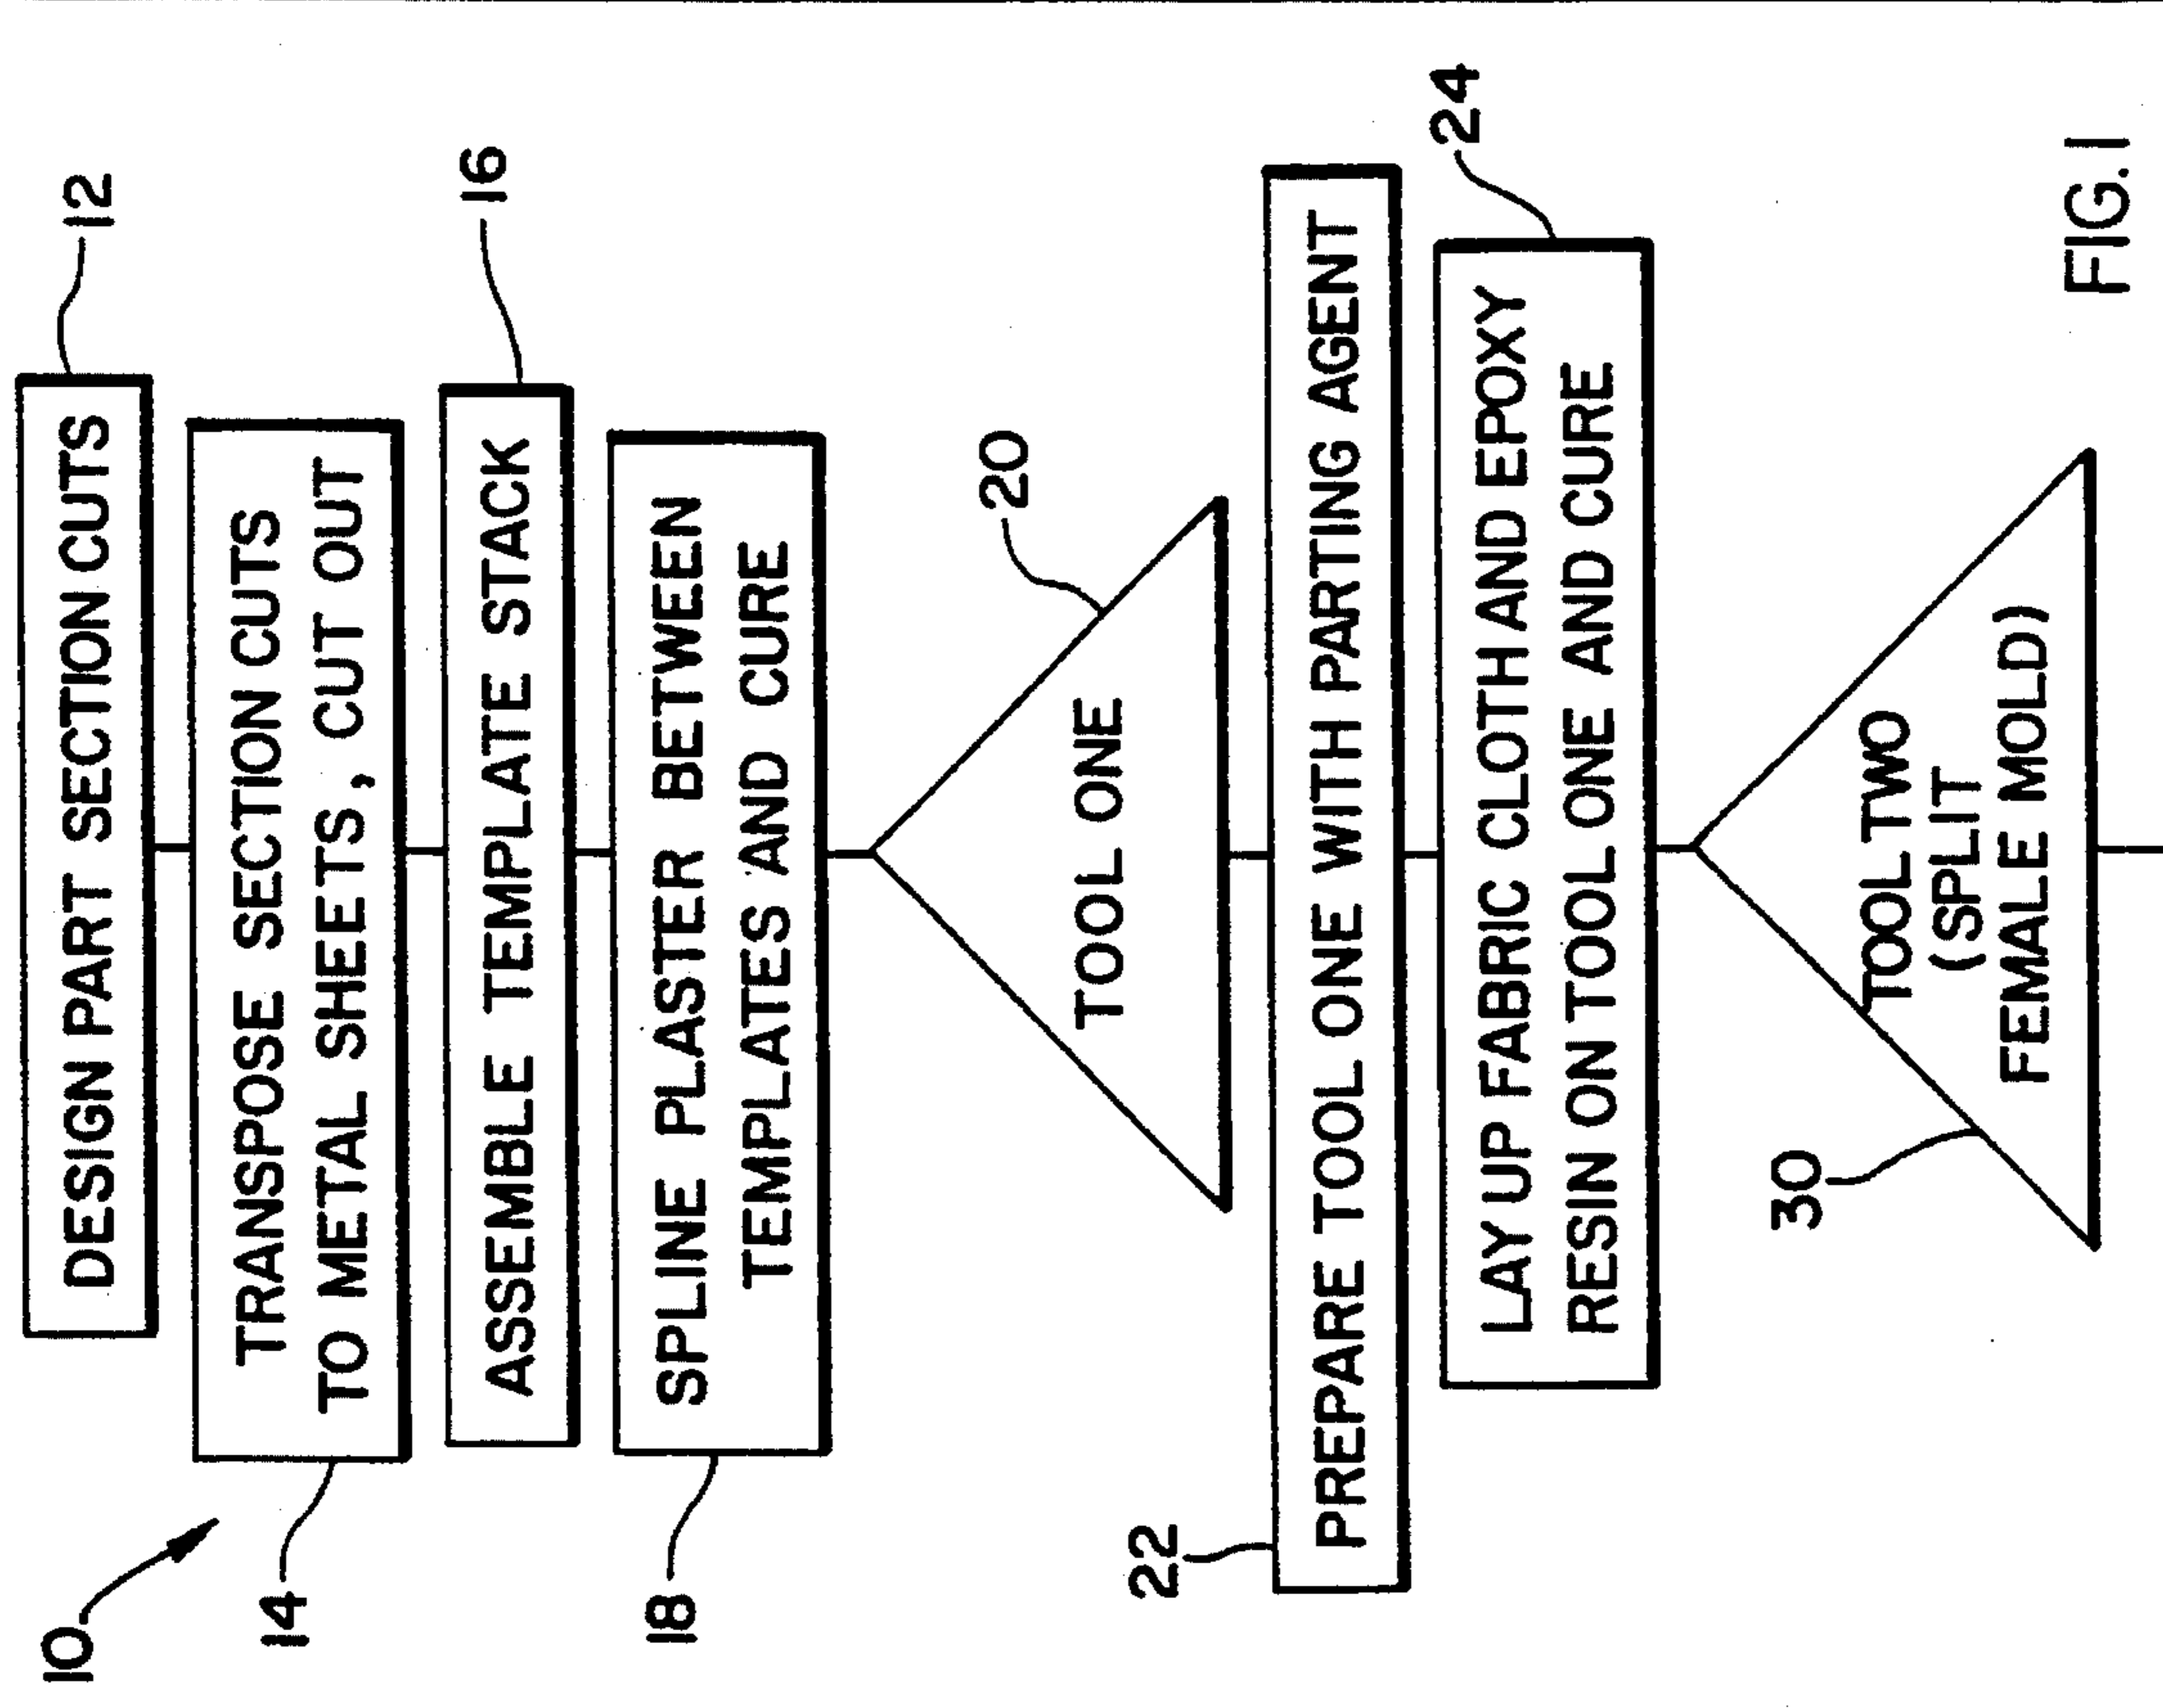 10
12
DESIGN PART SECTION CUTS
14
TRANSPOSE SECTION CUTS
TO METAL SHEETS, CUT OUT
16
ASSEMBLE TEMPLATE STACK
18
SPLINE PLASTER BETWEEN
TEMPLATES AND CURE
20
TOOL ONE
22
PREPARE TOOL ONE WITH PARTING AGENT
24
LAY UP FABRIC CLOTH AND EPOXY
RESIN ON TOOL ONE AND CURE
30
TOOL TWO
(SPLIT
FEMALE MOLD)
FIG. 1